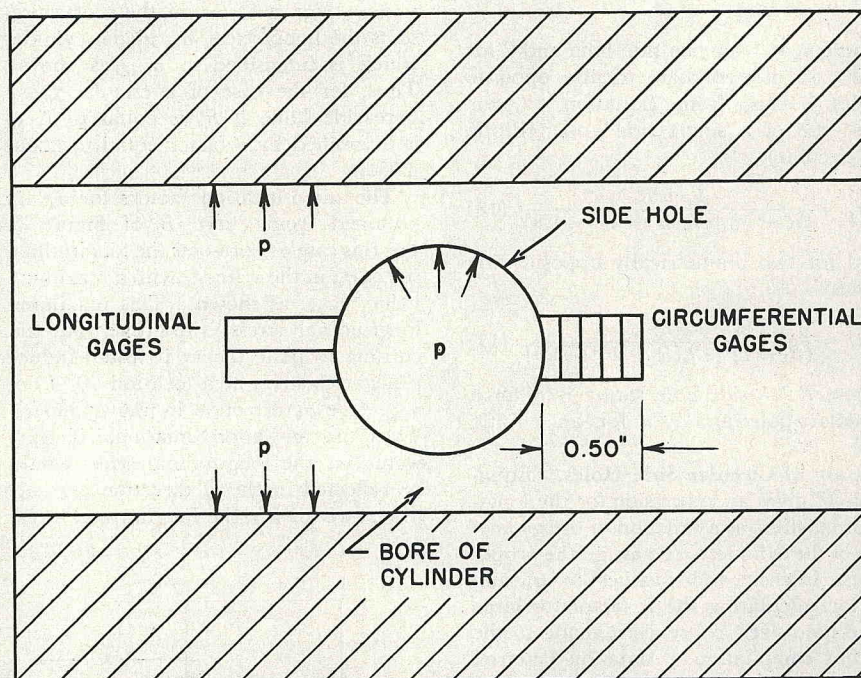 p
SIDE HOLE
LONGITUDINAL
GAGES
p
CIRCUMFERENTIAL
GAGES
0.50"
p
BORE OF
CYLINDER